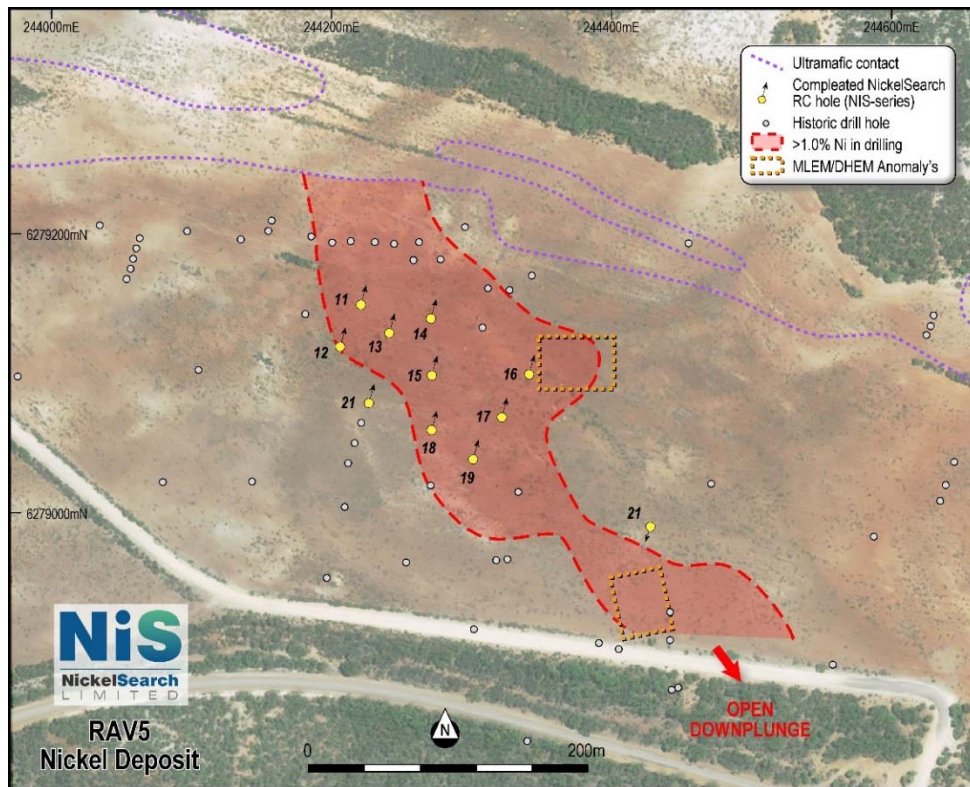 244000mE
244200mE
244400mE
244600mE
Ultramafic contact
Compleated NickelSearch
RC hole (NIS-series)
Historic drill hole
>1.0% Ni in drilling
MLEM/DHEM Anomaly's
6279200mN
11
14
13
12
15
16
21
17
18
19
6279000mN
21
NiS
NickelSearch
LIMITED
RAV5
Nickel Deposit
N
0
200m
OPEN
DOWNPLUNGE